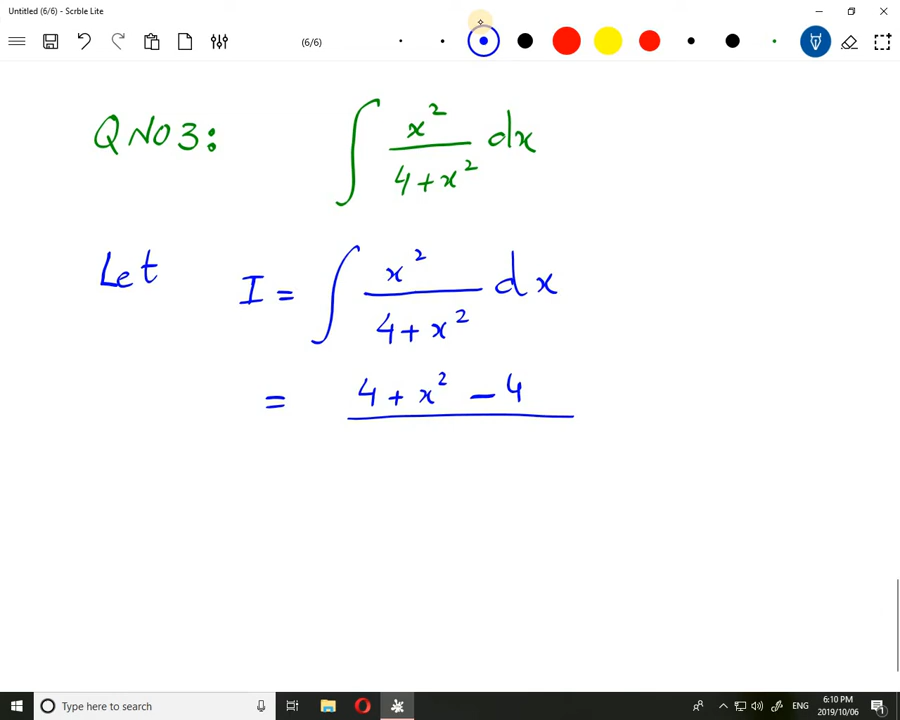 Untitled (6/6) - Scrble Lite
(6/6)
Q NO 3: ∫ x²/(4+x²) dx
Let I = ∫ x²/(4+x²) dx
= 4+x²-4
Type here to search
ENG
6:10 PM
2019/10/06
1